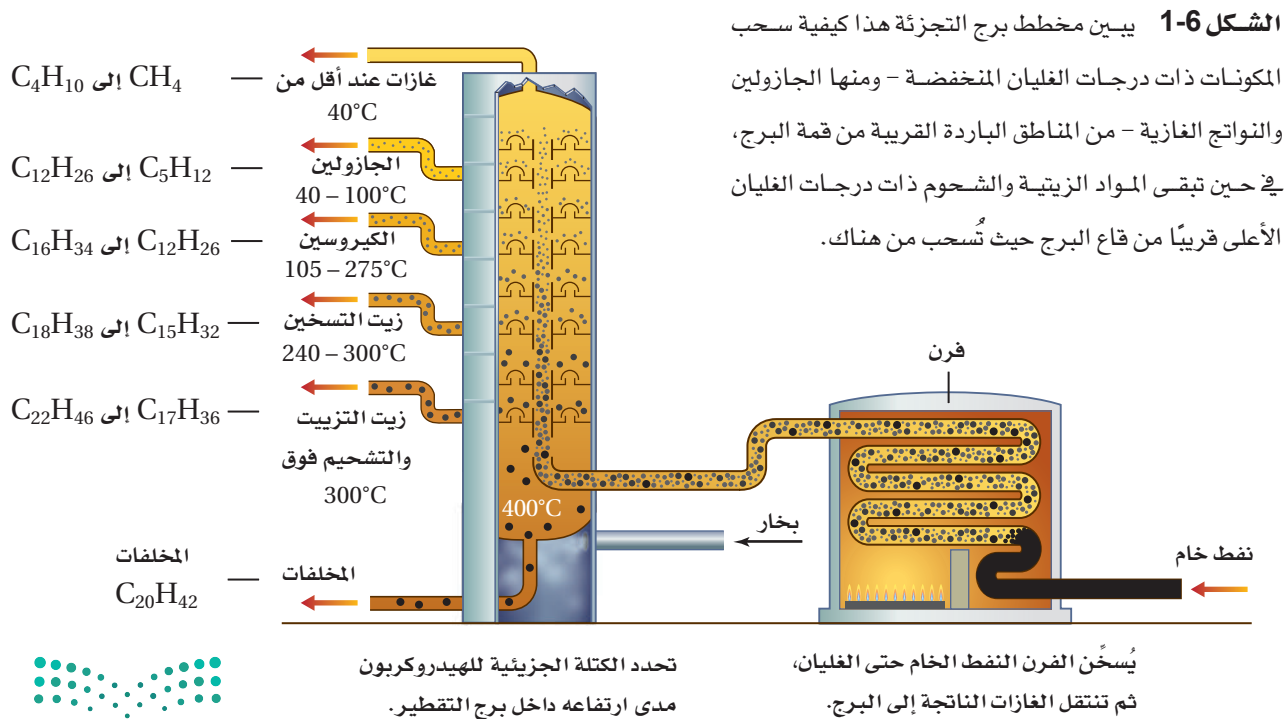 الشكل 6-1 يبين مخطط برج التجزئة هذا كيفية سحب
المكونات ذات درجات الغليان المنخفضة – ومنها الجازولين
والنواتج الغازية – من المناطق الباردة القريبة من قمة البرج،
في حين تبقى المواد الزيتية والشحوم ذات درجات الغليان
الأعلى قريبًا من قاع البرج حيث تُسحب من هناك.
غازات عند أقل من
40°C
CH₄ إلى C₄H₁₀
الجازولين
40 – 100°C
C₅H₁₂ إلى C₁₂H₂₆
الكيروسين
105 – 275°C
C₁₂H₂₆ إلى C₁₆H₃₄
زيت التسخين
240 – 300°C
C₁₅H₃₂ إلى C₁₈H₃₈
زيت التزييت
والتشحيم فوق
300°C
C₁₇H₃₆ إلى C₂₂H₄₆
400°C
المخلفات
المخلفات
C₂₀H₄₂
بخار
فرن
نفط خام
يُسخَّن الفرن النفط الخام حتى الغليان،
ثم تنتقل الغازات الناتجة إلى البرج.
تحدد الكتلة الجزيئية للهيدروكربون
مدى ارتفاعه داخل برج التقطير.